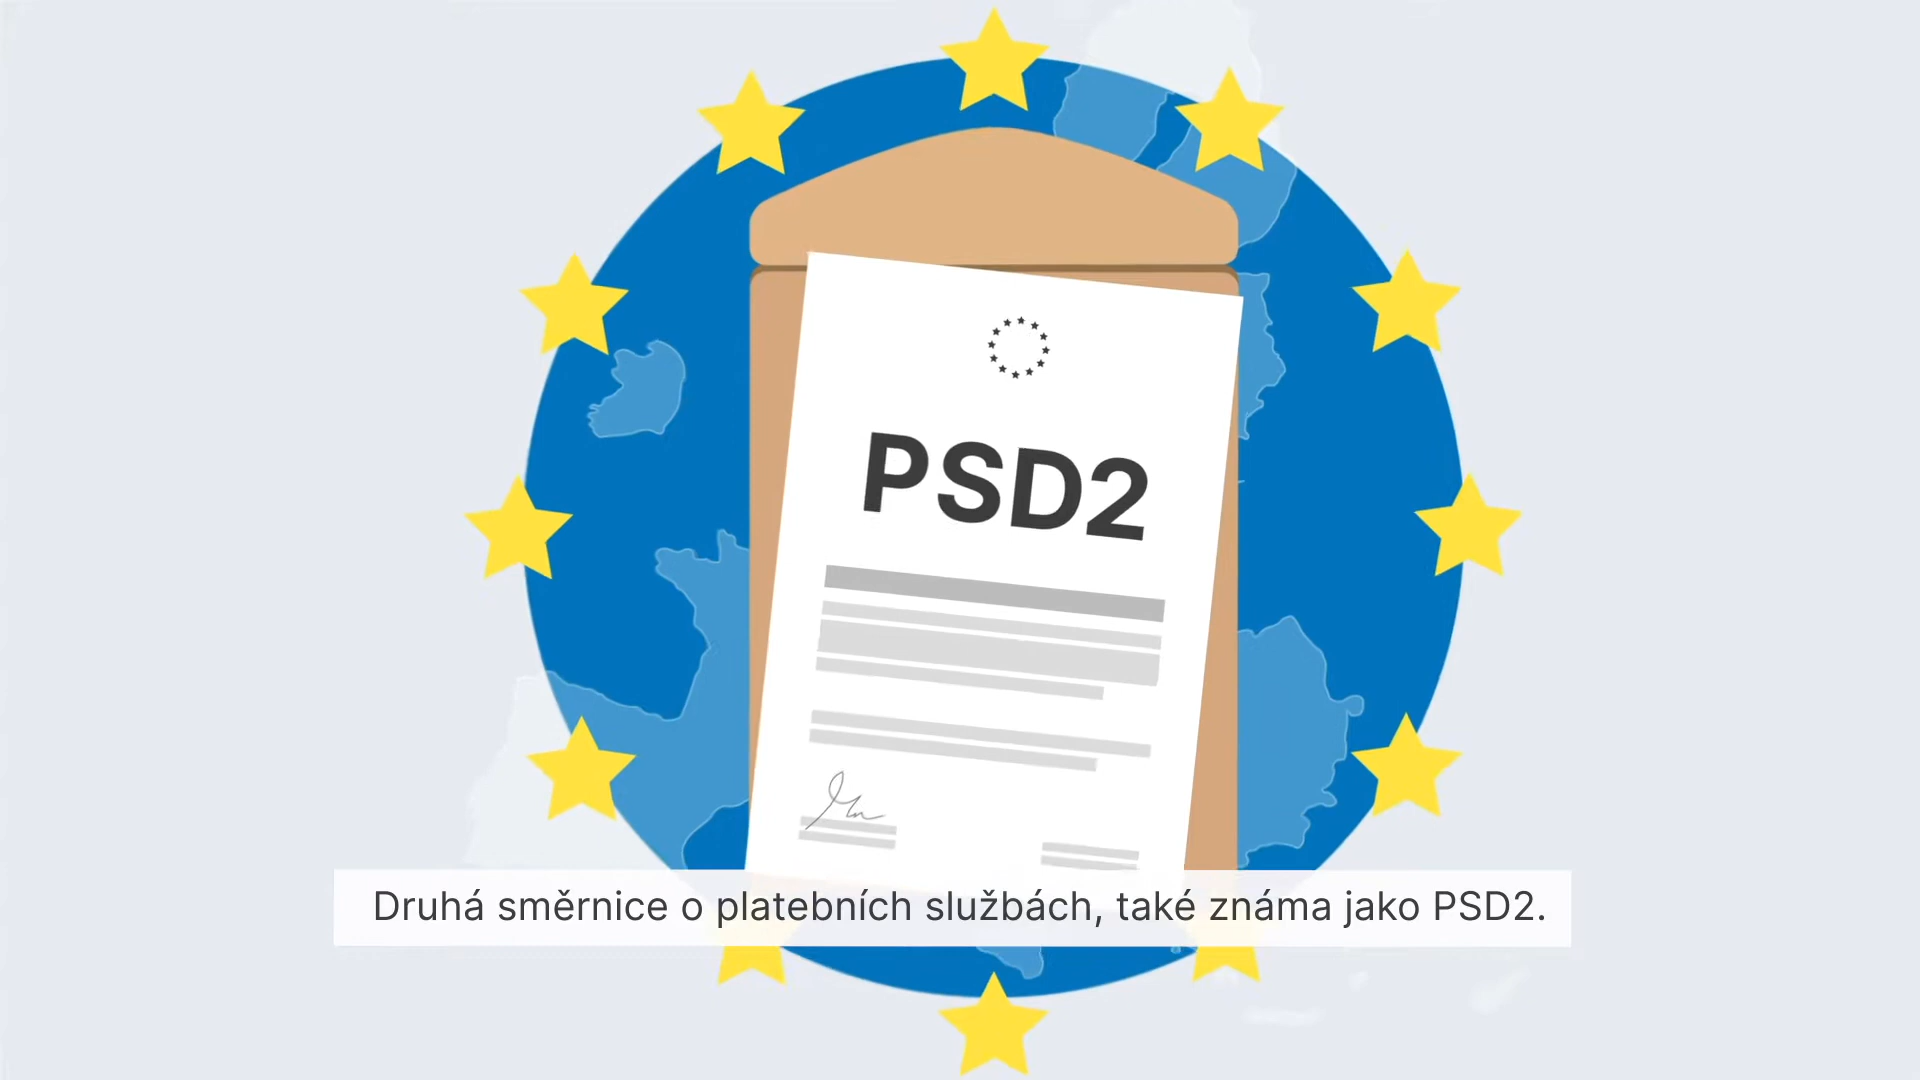 PSD2
Druhá směrnice o platebních službách, také známa jako PSD2.